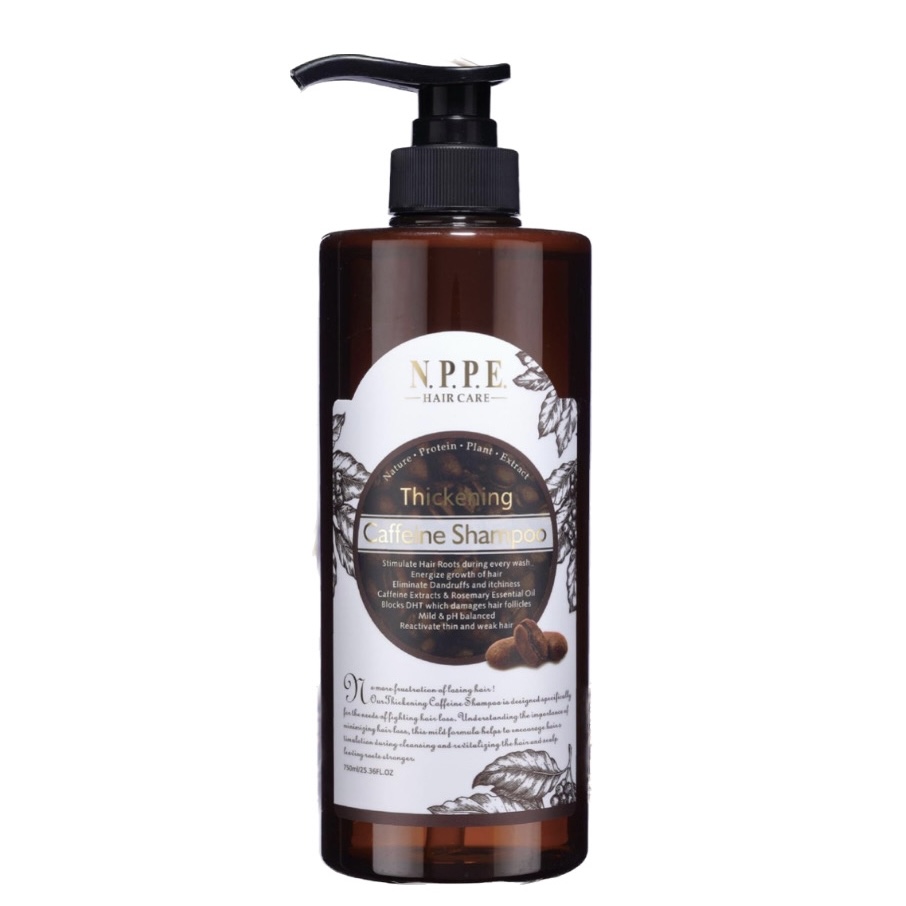 N.P.P.E.
HAIR CARE
Nature • Protein • Plant • Extract
Thickening
Caffeine Shampoo
Stimulate Hair Roots during every wash
Energize growth of hair
Eliminate Dandruffs and itchiness
Caffeine Extracts & Rosemary Essential Oil
Blocks DHT which damages hair follicles
Mild & pH balanced
Reactivate thin and weak hair
No more frustration of losing hair!
Our Thickening Caffeine Shampoo is designed specifically
for the needs of fighting hair loss. Understanding the importance of
minimizing hair loss, this mild formula helps to encourage hair s
timulation during cleansing and revitalizing the hair and scalp
leaving roots stronger.
750ml/25.36FL.OZ